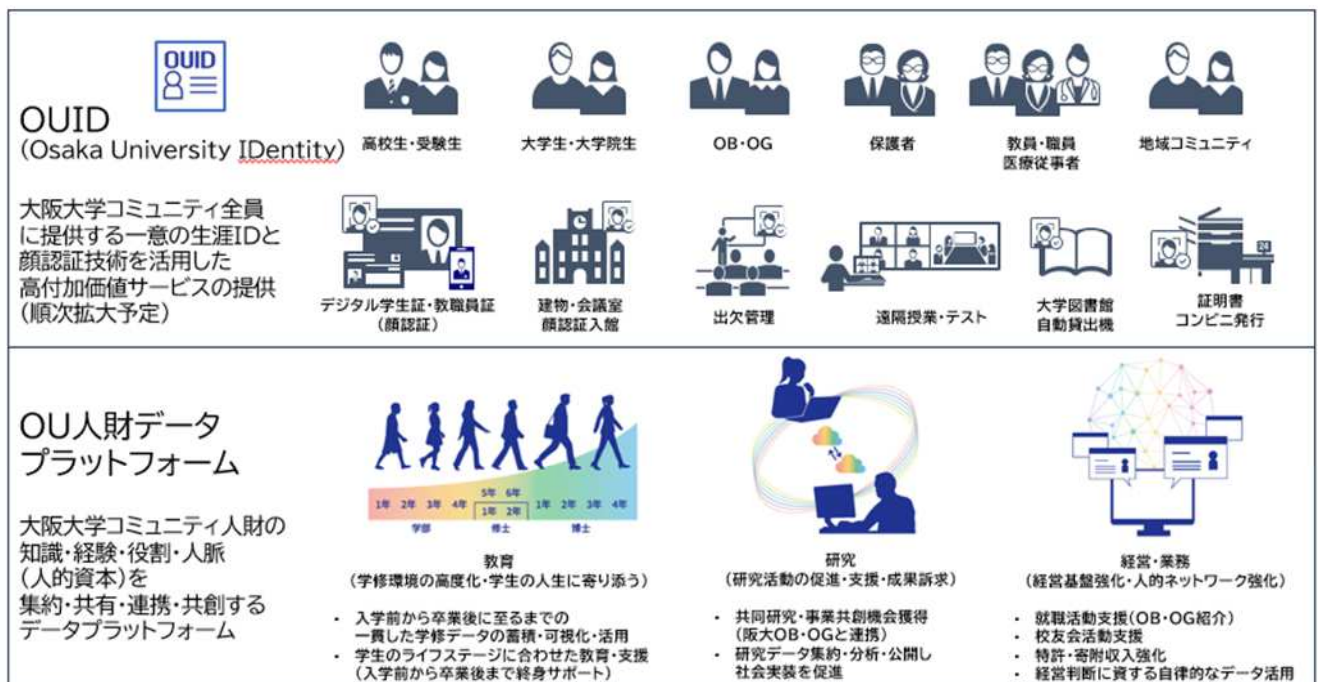 OUID
OUID
(Osaka University IDentity)
大阪大学コミュニティ全員
に提供する一意の生涯IDと
顔認証技術を活用した
高付加価値サービスの提供
(順次拡大予定)
高校生・受験生
大学生・大学院生
OB・OG
保護者
教員・職員
医療従事者
地域コミュニティ
デジタル学生証・教職員証
(顔認証)
建物・会議室
顔認証入館
出欠管理
遠隔授業・テスト
大学図書館
自動貸出機
24
証明書
コンビニ発行
OU人財データ
プラットフォーム
大阪大学コミュニティ人財の
知識・経験・役割・人脈
(人的資本)を
集約・共有・連携・共創する
データプラットフォーム
5年 6年
1年 2年 3年 4年 1年 2年 1年 2年 3年 4年
学部 修士 博士
教育
(学修環境の高度化・学生の人生に寄り添う)
・ 入学前から卒業後に至るまでの
一貫した学修データの蓄積・可視化・活用
・ 学生のライフステージに合わせた教育・支援
(入学前から卒業後まで終身サポート)
研究
(研究活動の促進・支援・成果訴求)
・ 共同研究・事業共創機会獲得
(阪大OB・OGと連携)
・ 研究データ集約・分析・公開し
社会実装を促進
経営・業務
(経営基盤強化・人的ネットワーク強化)
・ 就職活動支援(OB・OG紹介)
・ 校友会活動支援
・ 特許・寄附収入強化
・ 経営判断に資する自律的なデータ活用